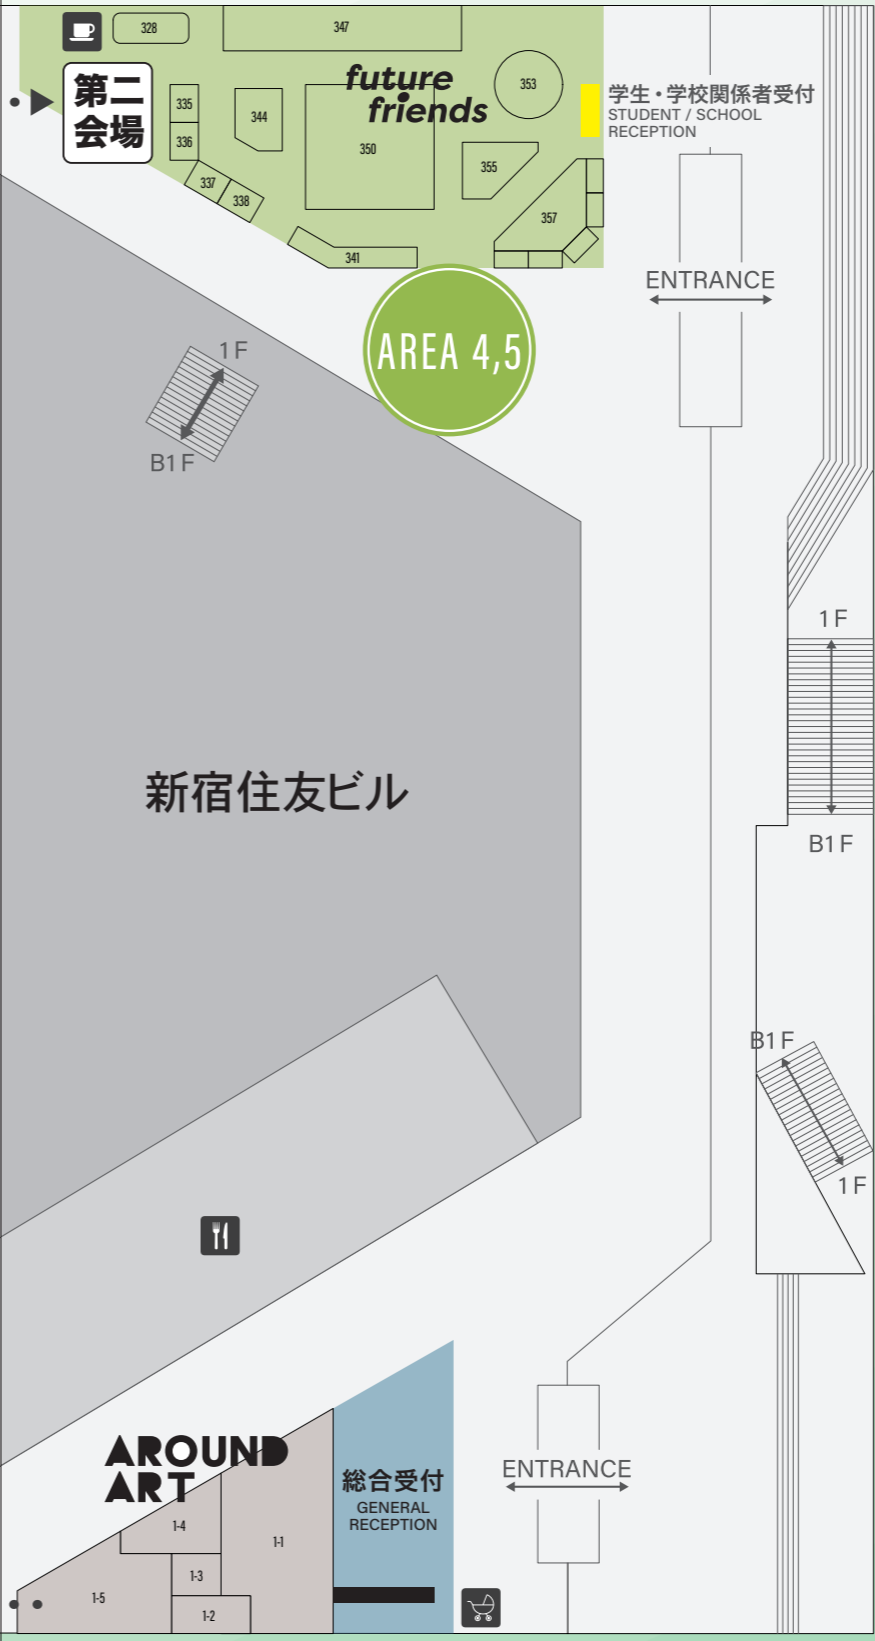 328
347
future
friends
353
第二
会場
335
336
344
350
355
337
338
357
341
学生・学校関係者受付
STUDENT / SCHOOL
RECEPTION
ENTRANCE
AREA 4,5
1F
B1F
1F
新宿住友ビル
B1F
B1F
1F
AROUND
ART
総合受付
GENERAL
RECEPTION
ENTRANCE
1-4
1-1
1-3
1-5
1-2